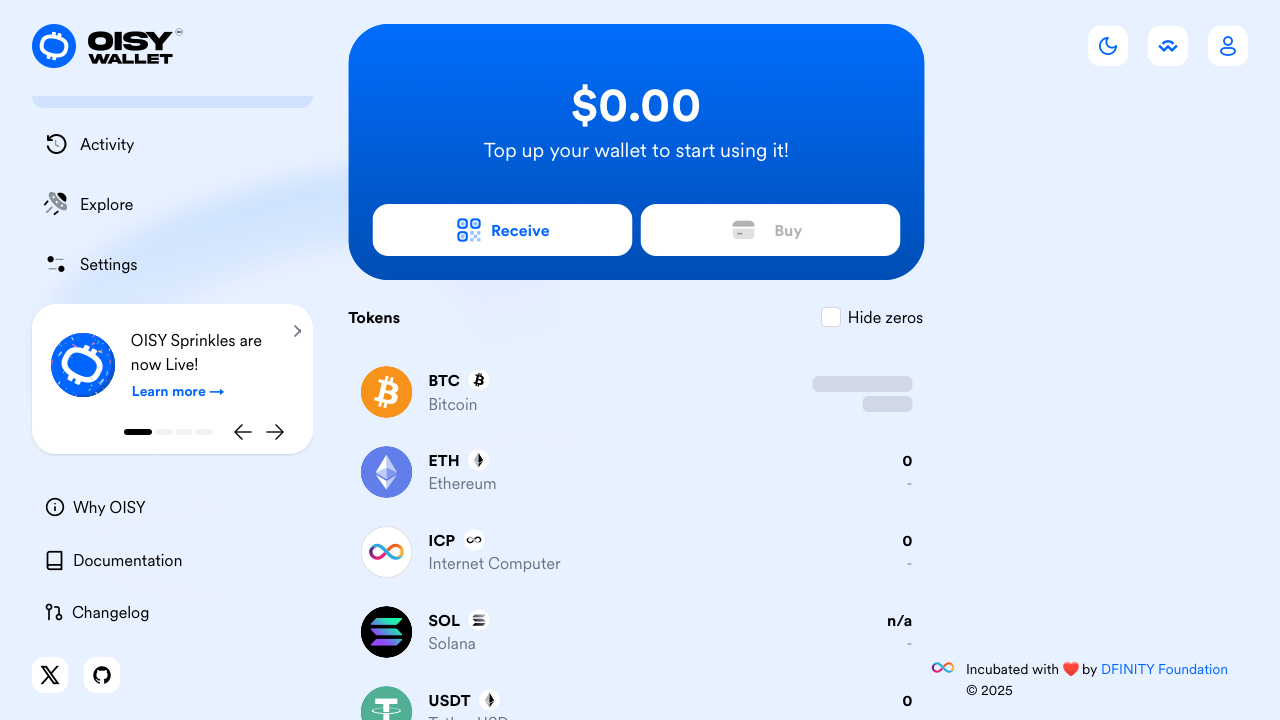 OISY
WALLET
Activity
Explore
Settings
OISY Sprinkles are
now Live!
Learn more →
Why OISY
Documentation
Changelog
$0.00
Top up your wallet to start using it!
Receive
Buy
Tokens
Hide zeros
BTC
Bitcoin
ETH
0
Ethereum
-
ICP
0
Internet Computer
-
SOL
n/a
Solana
-
USDT
0
Incubated with ❤️ by DFINITY Foundation
© 2025